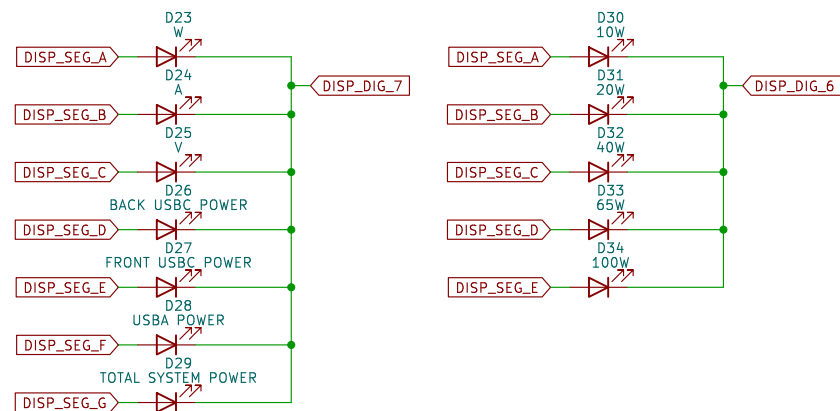 D23
W
DISP_SEG_A
DISP_DIG_7
D24
A
DISP_SEG_B
D25
V
DISP_SEG_C
D26
BACK USBC POWER
DISP_SEG_D
D27
FRONT USBC POWER
DISP_SEG_E
D28
USBA POWER
DISP_SEG_F
D29
TOTAL SYSTEM POWER
DISP_SEG_G
D30
10W
DISP_SEG_A
DISP_DIG_6
D31
20W
DISP_SEG_B
D32
40W
DISP_SEG_C
D33
65W
DISP_SEG_D
D34
100W
DISP_SEG_E